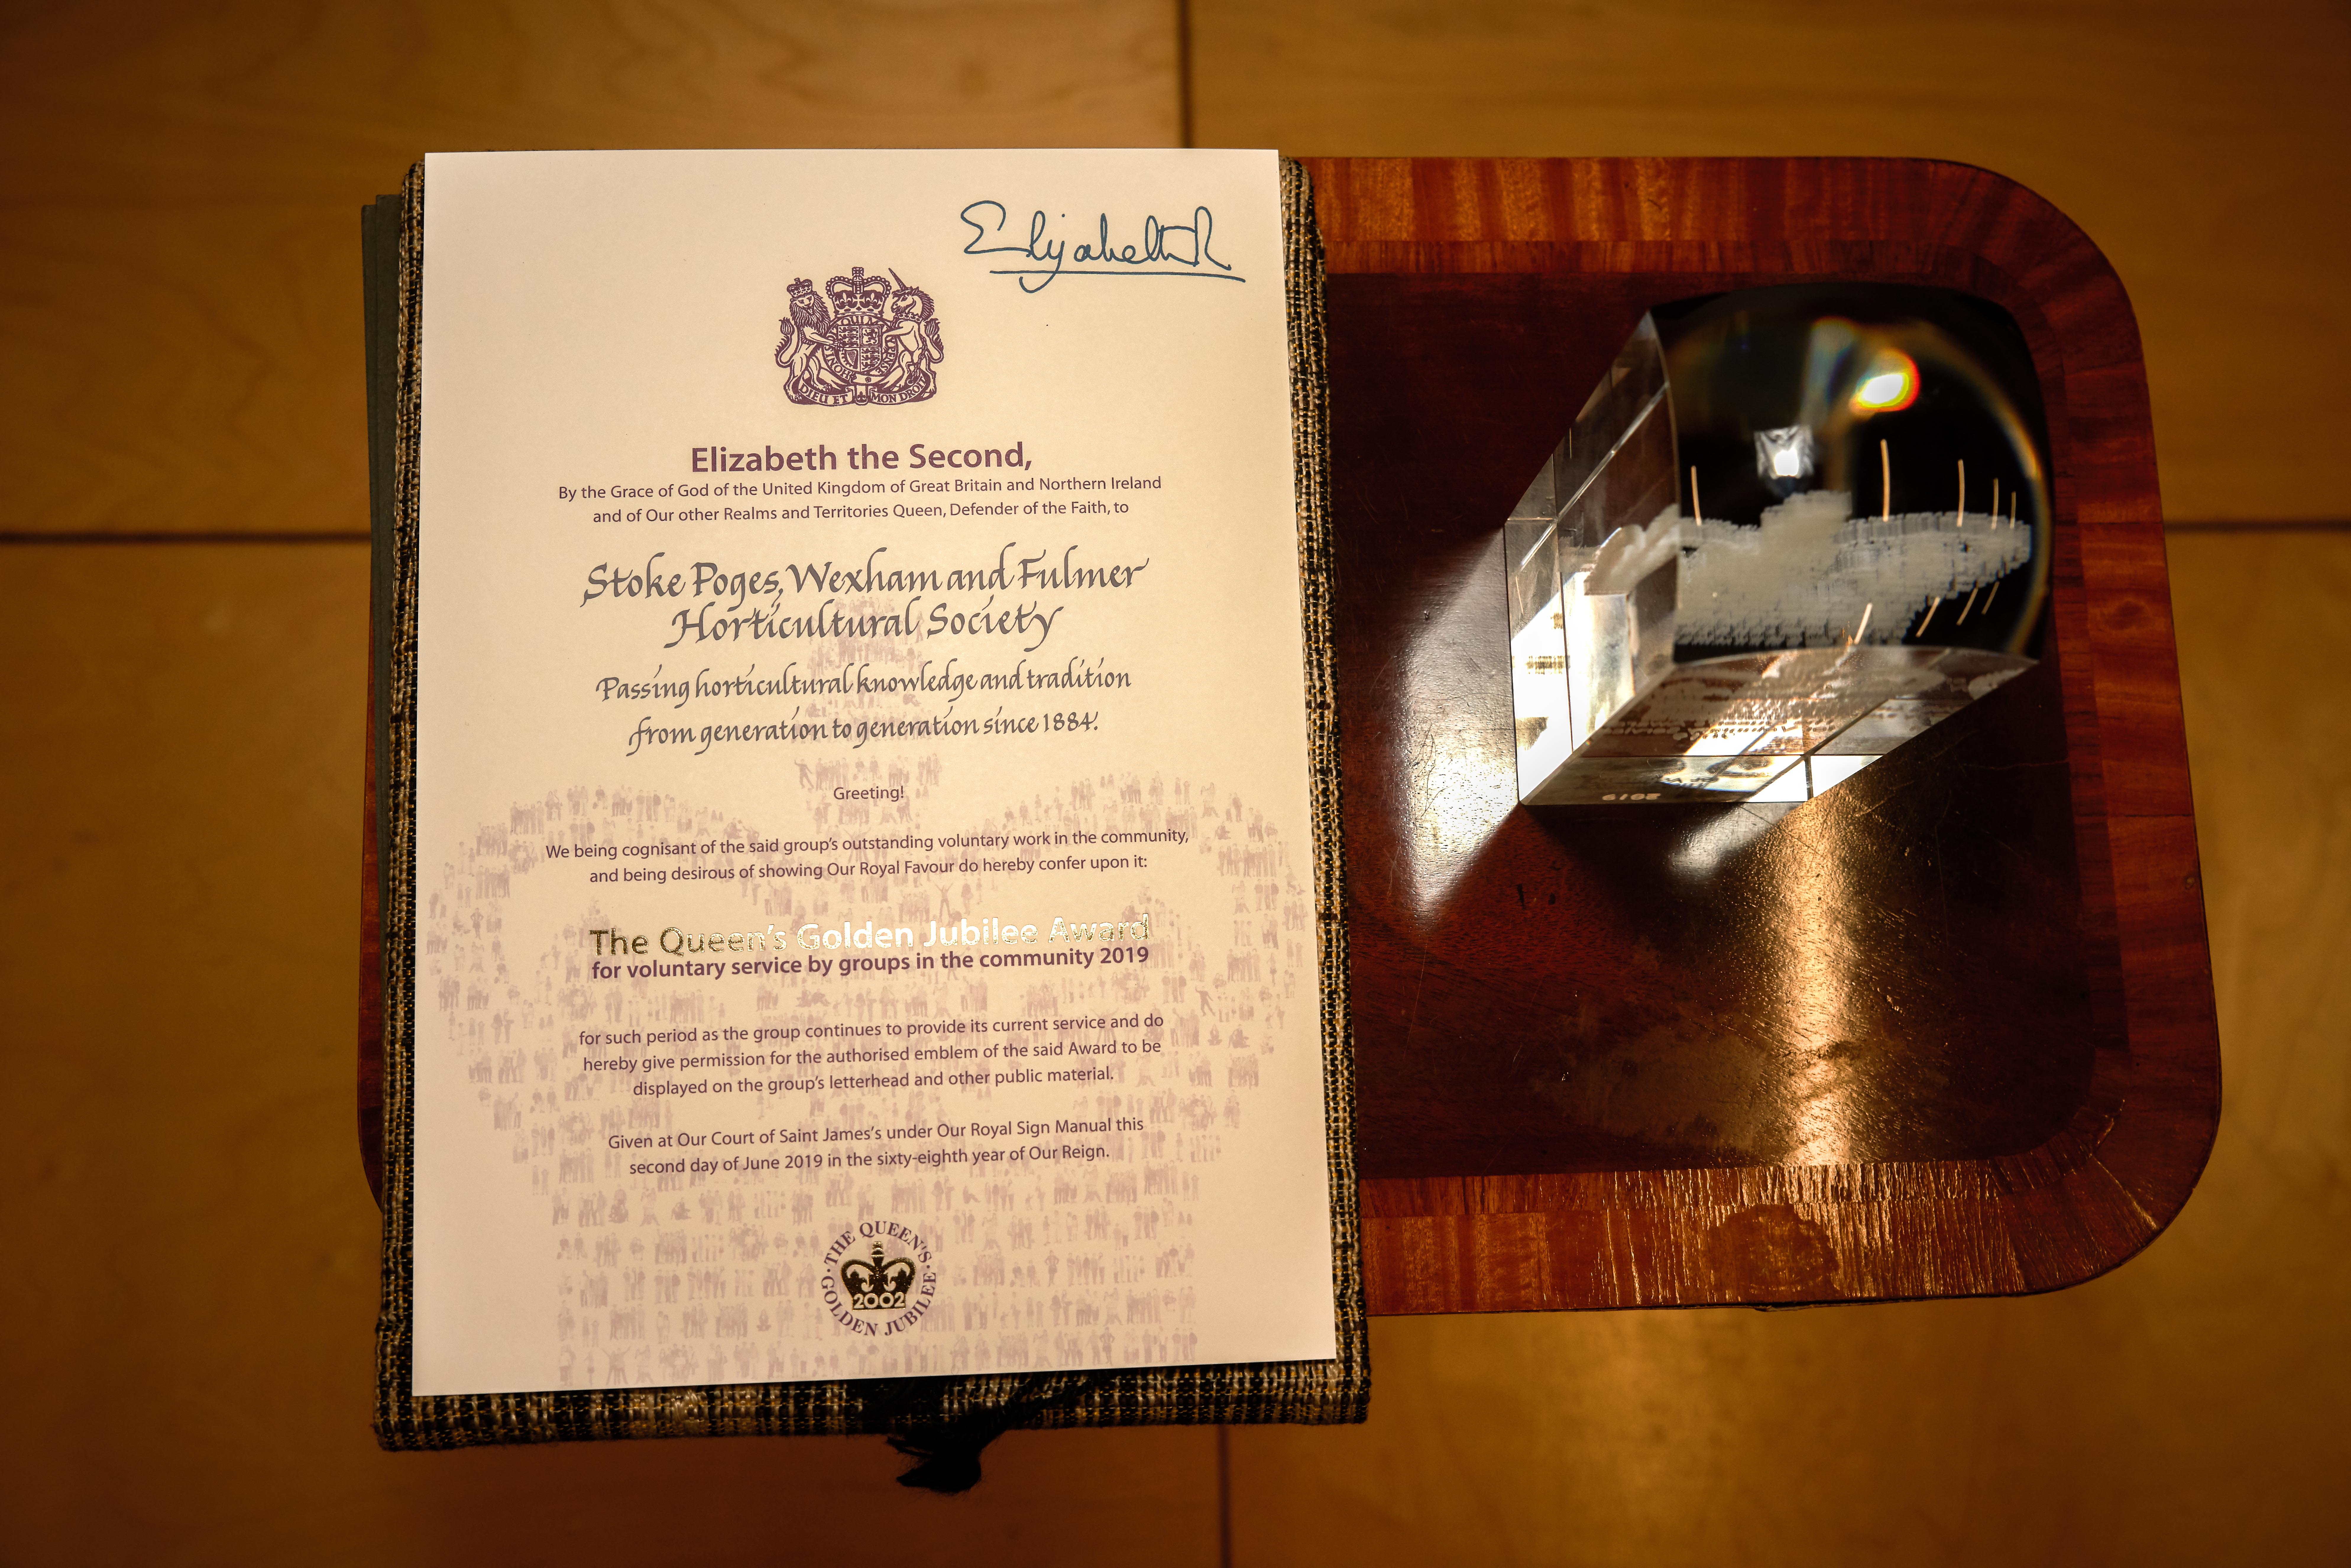 Elizabeth R
DIEU ET MON DROIT
Elizabeth the Second,
By the Grace of God of the United Kingdom of Great Britain and Northern Ireland
and of Our other Realms and Territories Queen, Defender of the Faith, to
Stoke Poges, Wexham and Fulmer
Horticultural Society
Passing horticultural knowledge and tradition
from generation to generation since 1884.
Greeting!
We being cognisant of the said group's outstanding voluntary work in the community,
and being desirous of showing Our Royal Favour do hereby confer upon it:
The Queen's Golden Jubilee Award
for voluntary service by groups in the community 2019
for such period as the group continues to provide its current service and do
hereby give permission for the authorised emblem of the said Award to be
displayed on the group's letterhead and other public material.
Given at Our Court of Saint James's under Our Royal Sign Manual this
second day of June 2019 in the sixty-eighth year of Our Reign.
THE QUEEN'S
2002
GOLDEN JUBILEE
2019